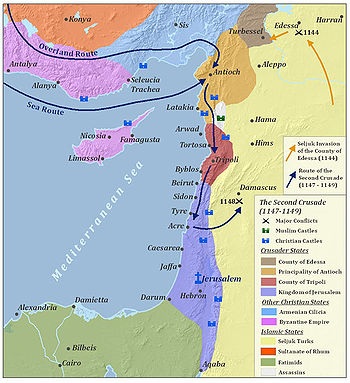 Konya
Sis
Edessa
Harran
Turbessel
1144
Overland Route
Antalya
Alanya
Seleucia
Trachea
Antioch
Aleppo
Sea Route
Latakia
Hama
Arwad
Nicosia
Famagusta
Tortosa
Hims
Limassol
Tripoli
Byblos
Beirut
Damascus
Sidon
1148
Tyre
Acre
Mediterranean Sea
Caesarea
Jaffa
Jerusalem
Alexandria
Damietta
Darum
Hebron
Bilbeis
Cairo
Aqaba
Seljuk Invasion
of the County of
Edessa (1144)
Route of the
Second Crusade
(1147 - 1149)
The Second Crusade
(1147-1149)
Major Conflicts
Muslim Castles
Christian Castles
Crusader States
County of Edessa
Principality of Antioch
County of Tripoli
Kingdom of Jerusalem
Other Christian States
Armenian Cilicia
Byzantine Empire
Islamic States
Seljuk Turks
Sultanate of Rhum
Fatimids
Assassins